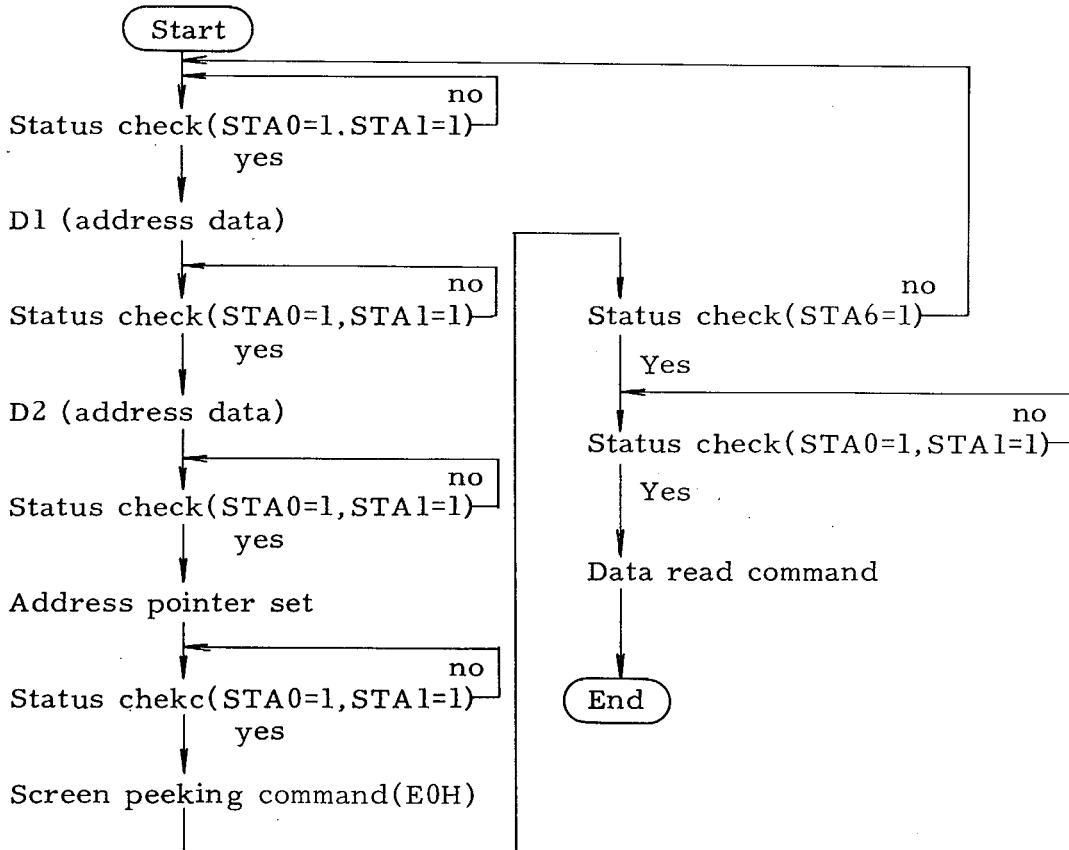 Start
no
Status check(STA0=1.STA1=1)
yes
D1 (address data)
no
Status check(STA0=1,STA1=1)
yes
D2 (address data)
no
Status check(STA0=1,STA1=1)
yes
Address pointer set
no
Status chekc(STA0=1,STA1=1)
yes
Screen peeking command(E0H)
no
Status check(STA6=1)
Yes
no
Status check(STA0=1,STA1=1)
Yes
Data read command
End